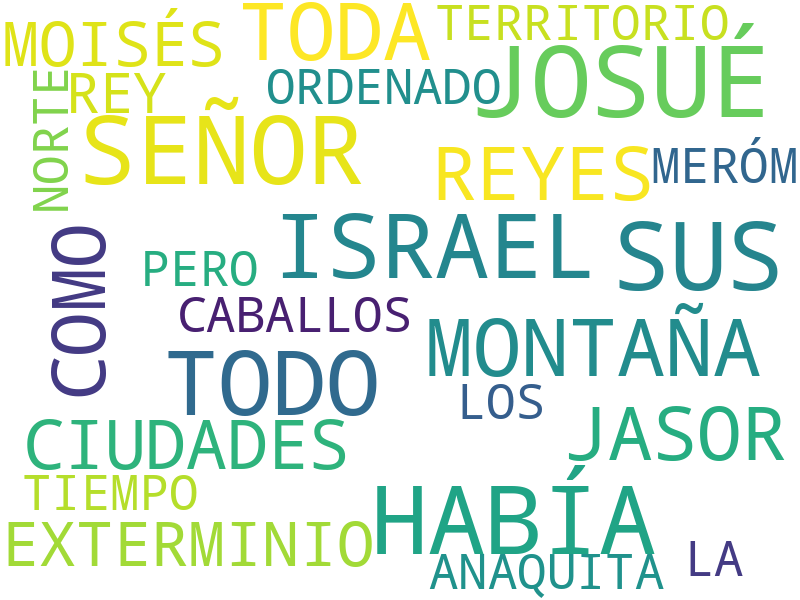 MOISÉS
TODA
TERRITORIO
REY
ORDENADO
JOSUÉ
NORTE
SEÑOR
REYES
MERÓM
COMO
PERO
ISRAEL
SUS
CABALLOS
MONTAÑA
TODO
LOS
CIUDADES
JASOR
TIEMPO
HABÍA
EXTERMINIO
ANAQUITA
LA